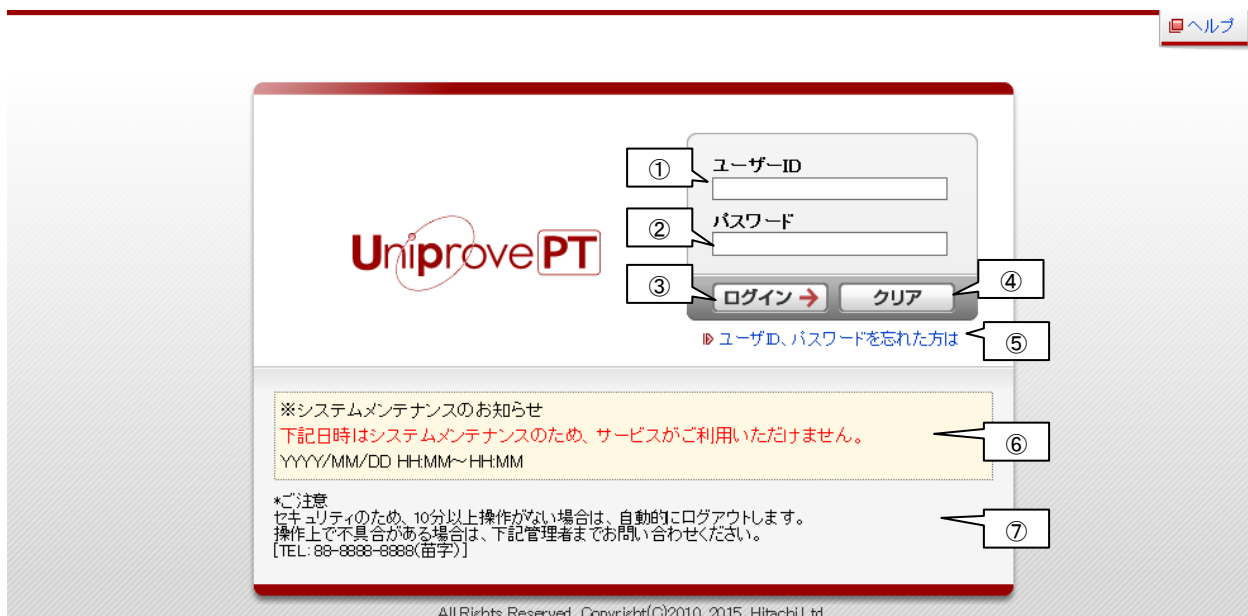 ヘルプ
① ユーザーID
② パスワード
UniprovePT
③ ログイン クリア ④
ユーザID、パスワードを忘れた方は ⑤
※システムメンテナンスのお知らせ
下記日時はシステムメンテナンスのため、サービスがご利用いただけません。 ⑥
YYYY/MM/DD HH:MM～HH:MM
*ご注意
セキュリティのため、10分以上操作がない場合は、自動的にログアウトします。 ⑦
操作上で不具合がある場合は、下記管理者までお問い合わせください。
[TEL:88-8888-8888(苗字)]
All Rights Reserved, Copyright(C)2010, 2015, Hitachi,Ltd.